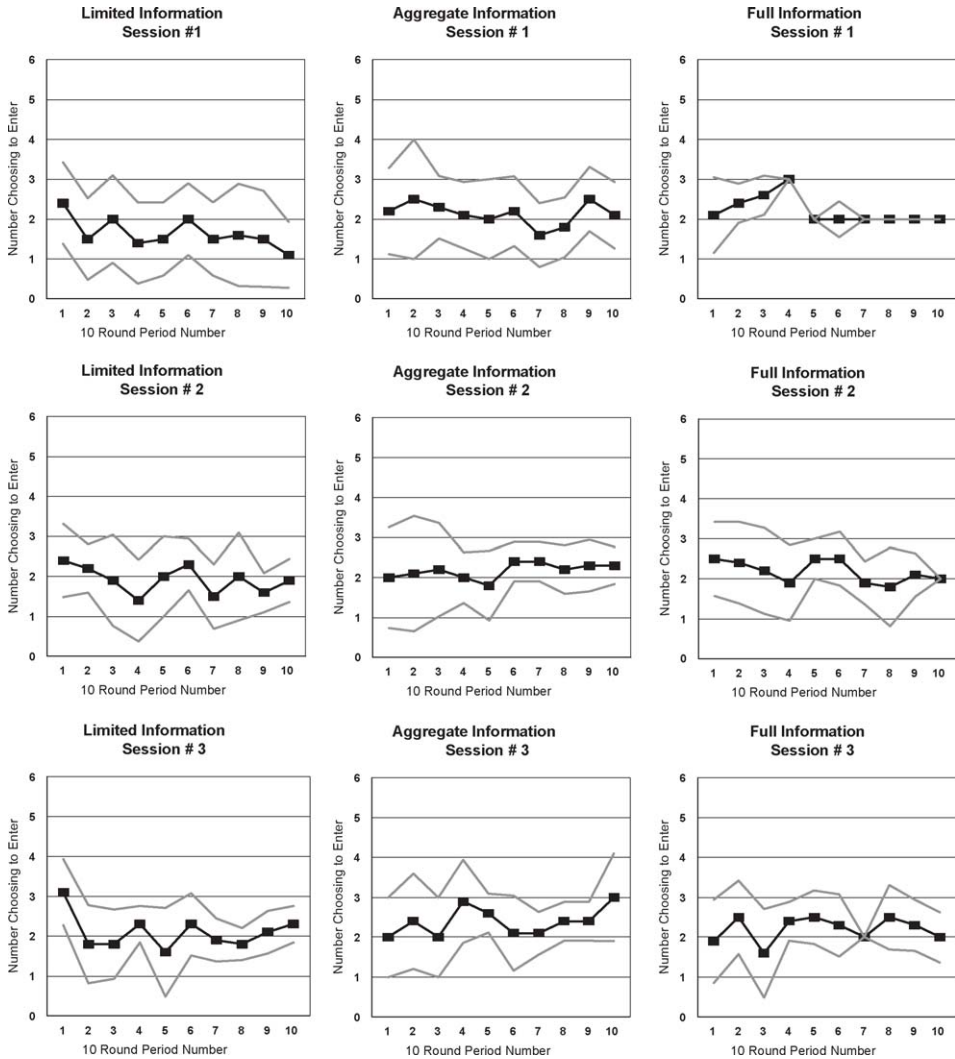 Limited Information
Session #1
Number Choosing to Enter
6
5
4
3
2
1
0
1 2 3 4 5 6 7 8 9 10
10 Round Period Number
Aggregate Information
Session # 1
Number Choosing to Enter
6
5
4
3
2
1
0
1 2 3 4 5 6 7 8 9 10
10 Round Period Number
Full Information
Session # 1
Number Choosing to Enter
6
5
4
3
2
1
0
1 2 3 4 5 6 7 8 9 10
10 Round Period Number
Limited Information
Session # 2
Number Choosing to Enter
6
5
4
3
2
1
0
1 2 3 4 5 6 7 8 9 10
10 Round Period Number
Aggregate Information
Session # 2
Number Choosing to Enter
6
5
4
3
2
1
0
1 2 3 4 5 6 7 8 9 10
10 Round Period Number
Full Information
Session # 2
Number Choosing to Enter
6
5
4
3
2
1
0
1 2 3 4 5 6 7 8 9 10
10 Round Period Number
Limited Information
Session # 3
Number Choosing to Enter
6
5
4
3
2
1
0
1 2 3 4 5 6 7 8 9 10
10 Round Period Number
Aggregate Information
Session # 3
Number Choosing to Enter
6
5
4
3
2
1
0
1 2 3 4 5 6 7 8 9 10
10 Round Period Number
Full Information
Session # 3
Number Choosing to Enter
6
5
4
3
2
1
0
1 2 3 4 5 6 7 8 9 10
10 Round Period Number